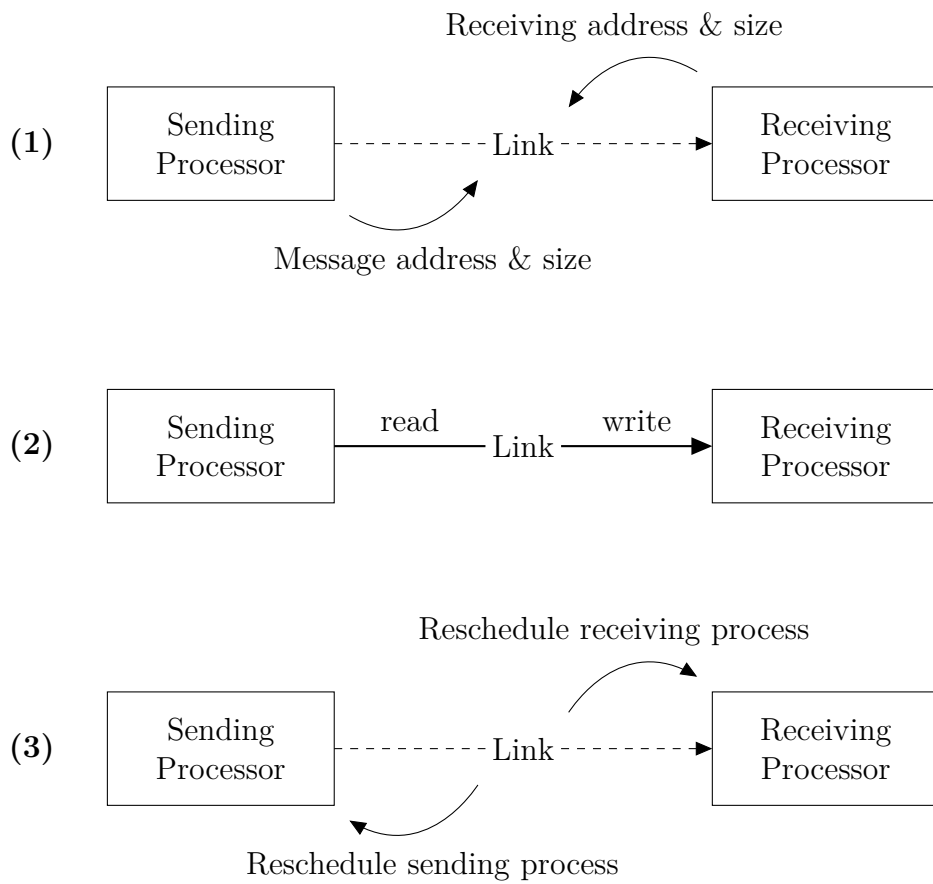 Receiving address & size
(1)
Sending
Processor
Link
Receiving
Processor
Message address & size
(2)
Sending
Processor
read
Link
write
Receiving
Processor
Reschedule receiving process
(3)
Sending
Processor
Link
Receiving
Processor
Reschedule sending process